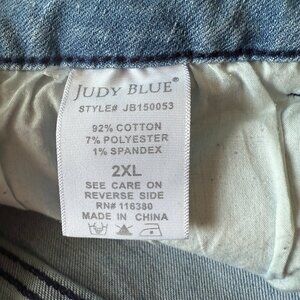 JUDY BLUE®
STYLE# JB150053
92% COTTON
7% POLYESTER
1% SPANDEX
2XL
SEE CARE ON
REVERSE SIDE
RN# 116380
MADE IN CHINA